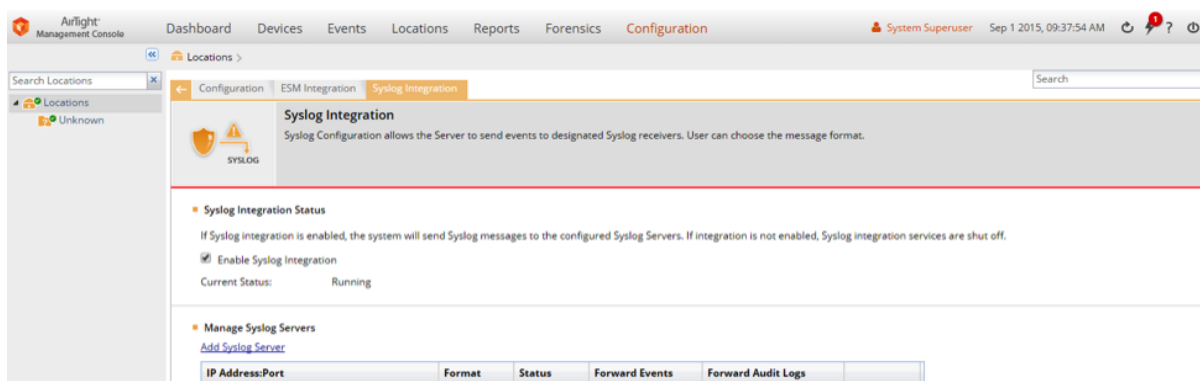 AirTight
Management Console
Dashboard Devices Events Locations Reports Forensics Configuration
System Superuser Sep 1 2015, 09:37:54 AM 1 ?
Locations >
Search Locations
Locations
Unknown
Configuration ESM Integration Syslog Integration
Search
Syslog Integration
Syslog Configuration allows the Server to send events to designated Syslog receivers. User can choose the message format.
SYSLOG
Syslog Integration Status
If Syslog integration is enabled, the system will send Syslog messages to the configured Syslog Servers. If integration is not enabled, Syslog integration services are shut off.
Enable Syslog Integration
Current Status: Running
Manage Syslog Servers
Add Syslog Server
IP Address:Port Format Status Forward Events Forward Audit Logs